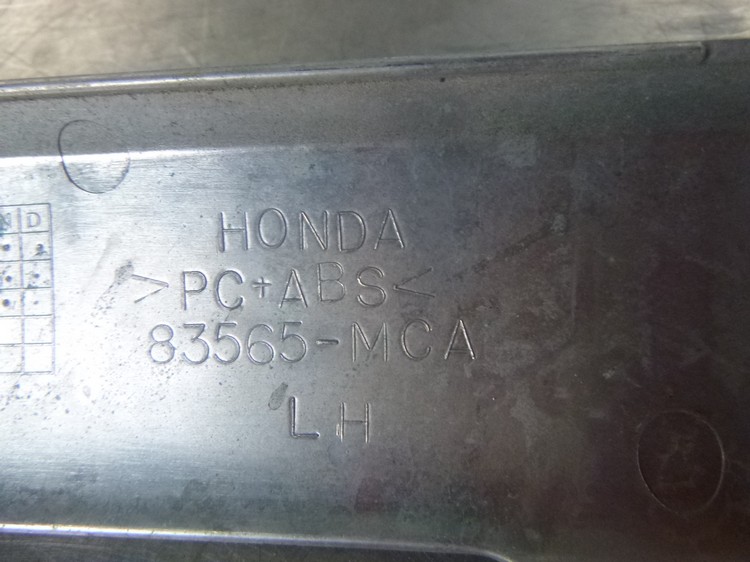 HONDA
>PC+ABS<
83565-MCA
LH
N D